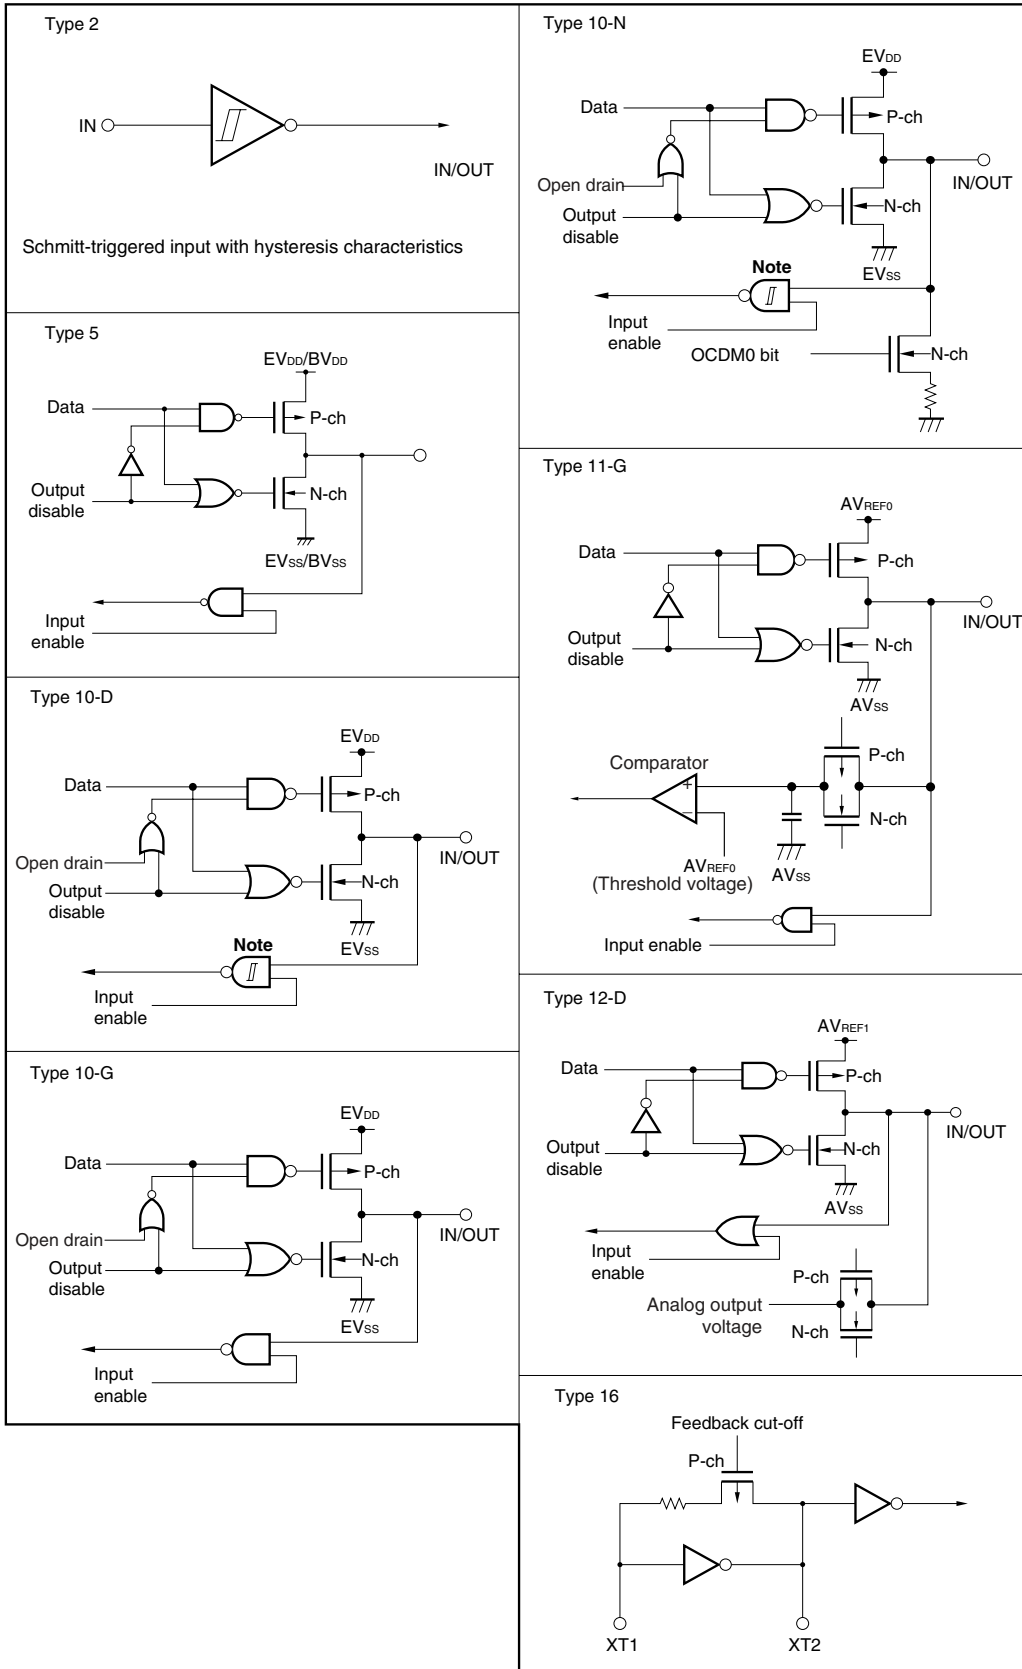 Type 2
IN
IN/OUT
Schmitt-triggered input with hysteresis characteristics
Type 5
EVDD/BVDD
Data
P-ch
Output
disable
N-ch
EVSS/BVSS
Input
enable
Type 10-D
EVDD
Data
P-ch
Open drain
IN/OUT
Output
disable
N-ch
EVSS
Note
Input
enable
Type 10-G
EVDD
Data
P-ch
Open drain
IN/OUT
Output
disable
N-ch
EVSS
Input
enable
Type 10-N
EVDD
Data
P-ch
Open drain
IN/OUT
Output
disable
N-ch
EVSS
Note
Input
enable
OCDM0 bit
N-ch
Type 11-G
AVREF0
Data
P-ch
IN/OUT
Output
disable
N-ch
AVSS
P-ch
Comparator
+
−
N-ch
AVREF0
(Threshold voltage)
AVSS
Input enable
Type 12-D
AVREF1
Data
P-ch
IN/OUT
Output
disable
N-ch
AVSS
Input
enable
P-ch
Analog output
voltage
N-ch
Type 16
Feedback cut-off
P-ch
XT1
XT2